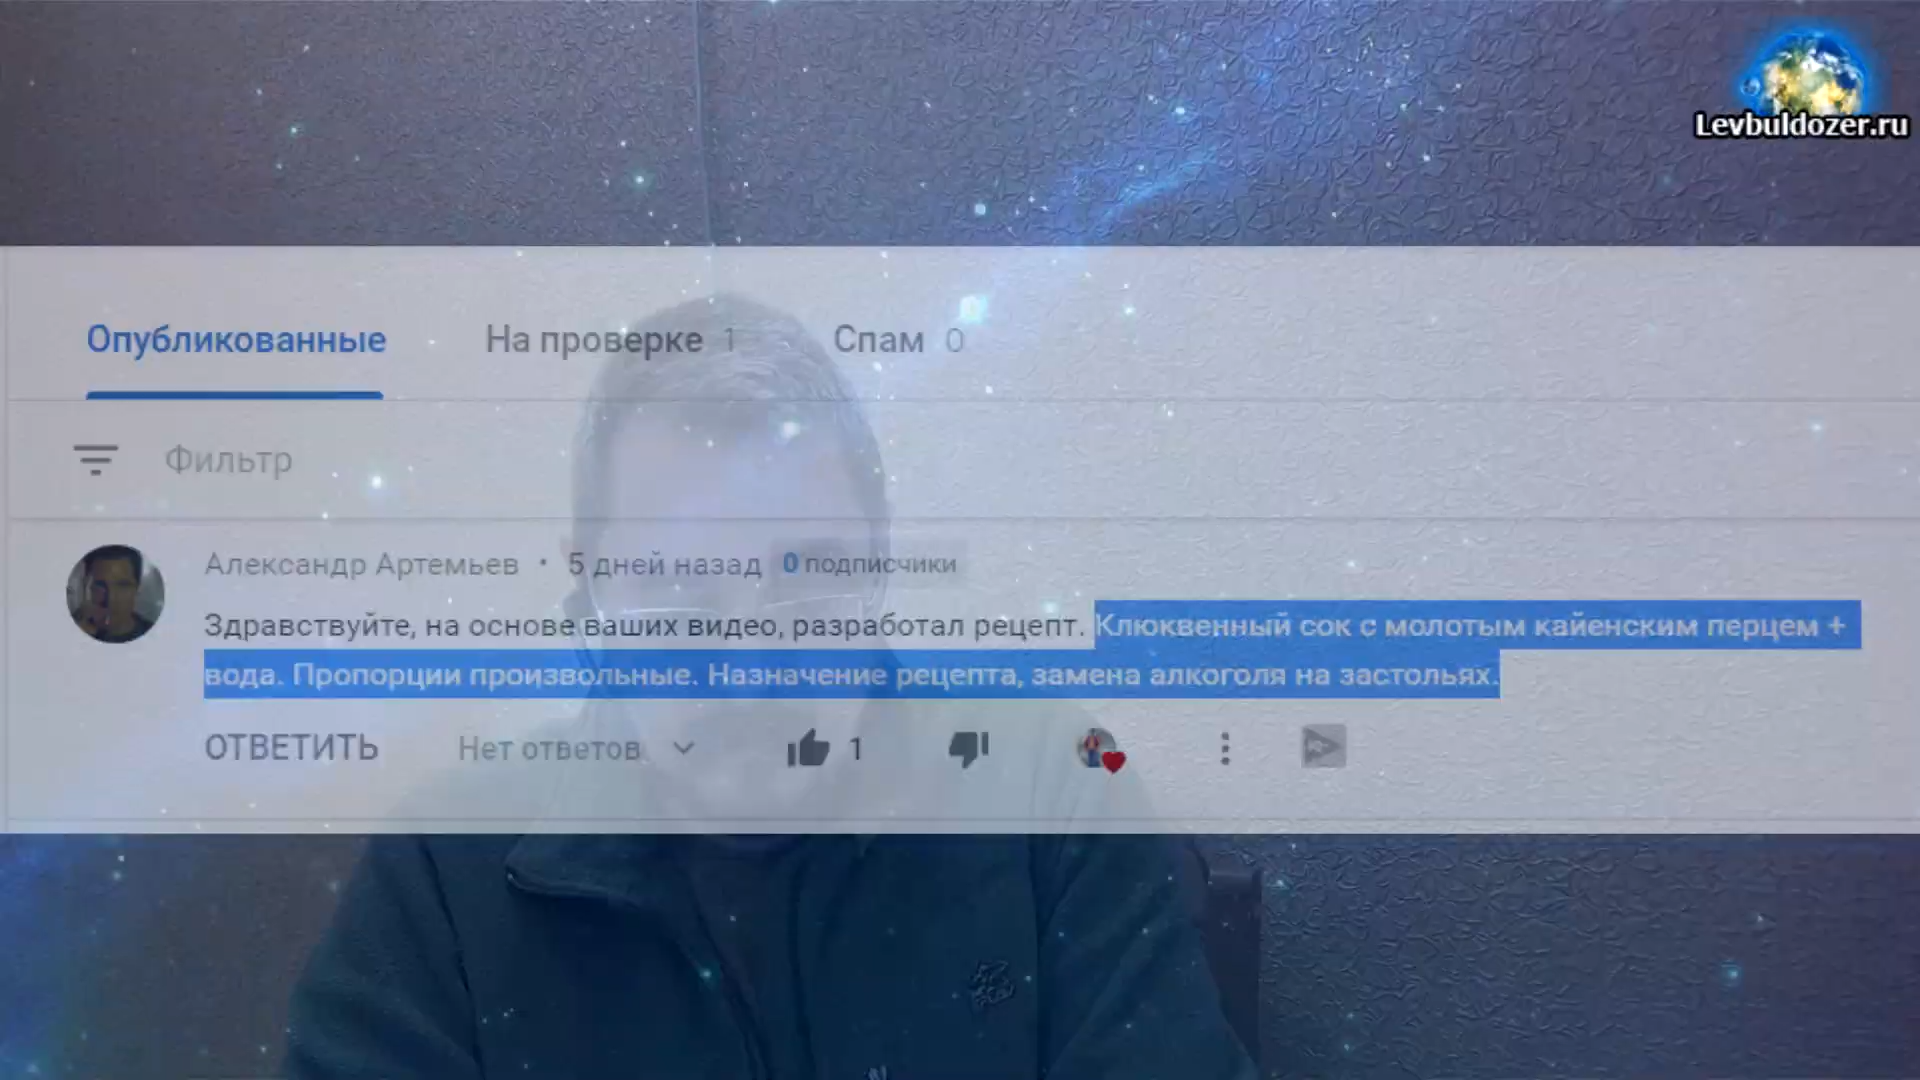 Levbuldozer.ru
Опубликованные На проверке 1 Спам 0
Фильтр
Александр Артемьев • 5 дней назад 0 подписчики
Здравствуйте, на основе ваших видео, разработал рецепт. Клюквенный сок с молотым кайенским перцем +
вода. Пропорции произвольные. Назначение рецепта, замена алкоголя на застольях.
ОТВЕТИТЬ Нет ответов 1